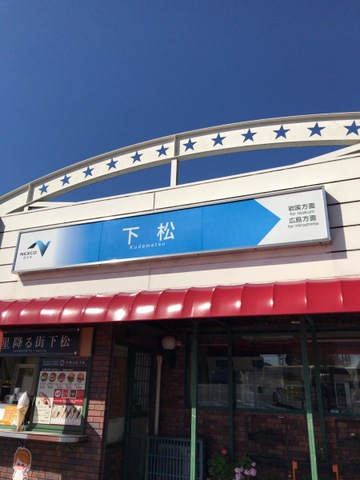 NEXCO
下松
Kudamatsu
岩国方面
for Iwakuni
広島方面
for Hiroshima
星降る街下松